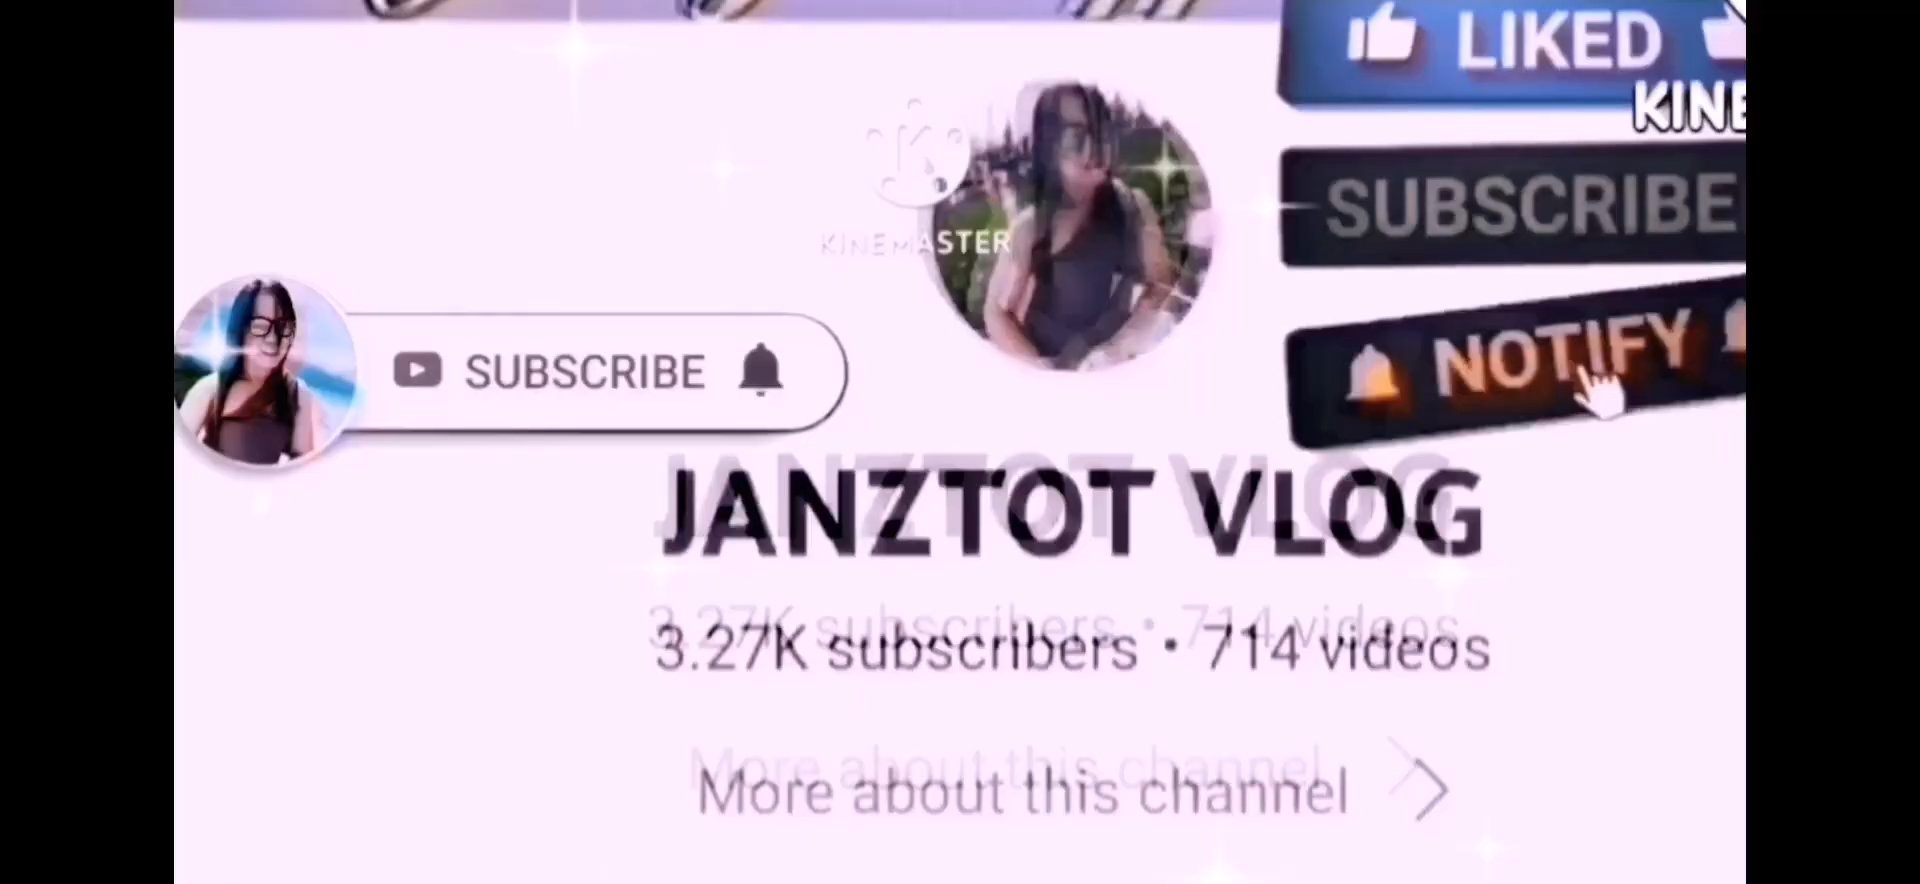 LIKED
KINE
SUBSCRIBE
KINEMASTER
NOTIFY
SUBSCRIBE
JANZTOT VLOG
3.27K subscribers • 714 videos
More about this channel